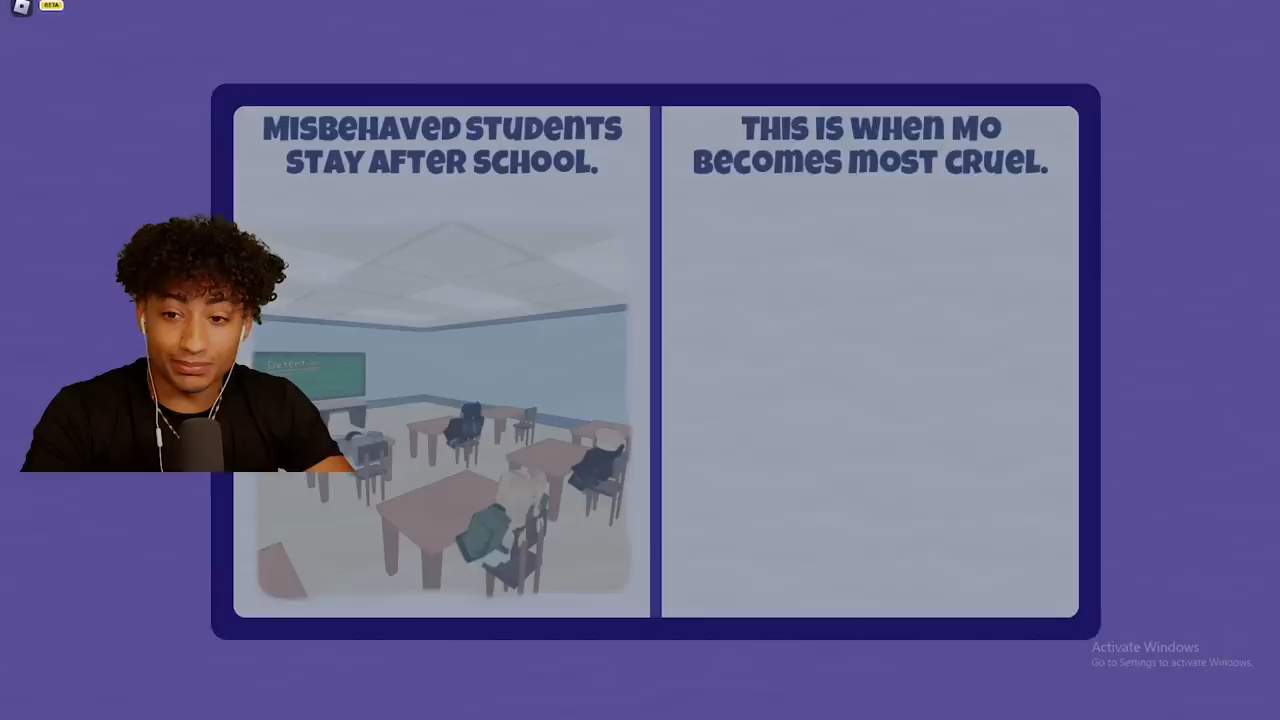 BETA
Misbehaved students
stay after school.
This is when Mo
becomes most cruel.
Detention
Activate Windows
Go to Settings to activate Windows.